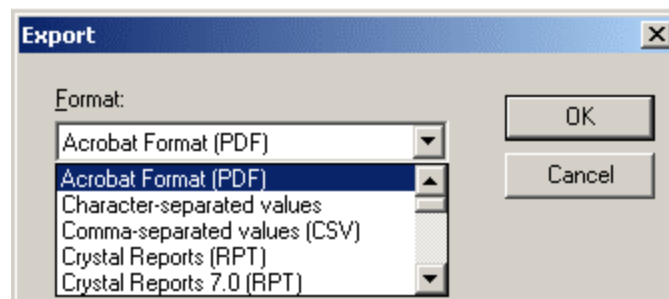 Export
Format:
OK
Acrobat Format (PDF)
Acrobat Format (PDF)
Cancel
Character-separated values
Comma-separated values (CSV)
Crystal Reports (RPT)
Crystal Reports 7.0 (RPT)